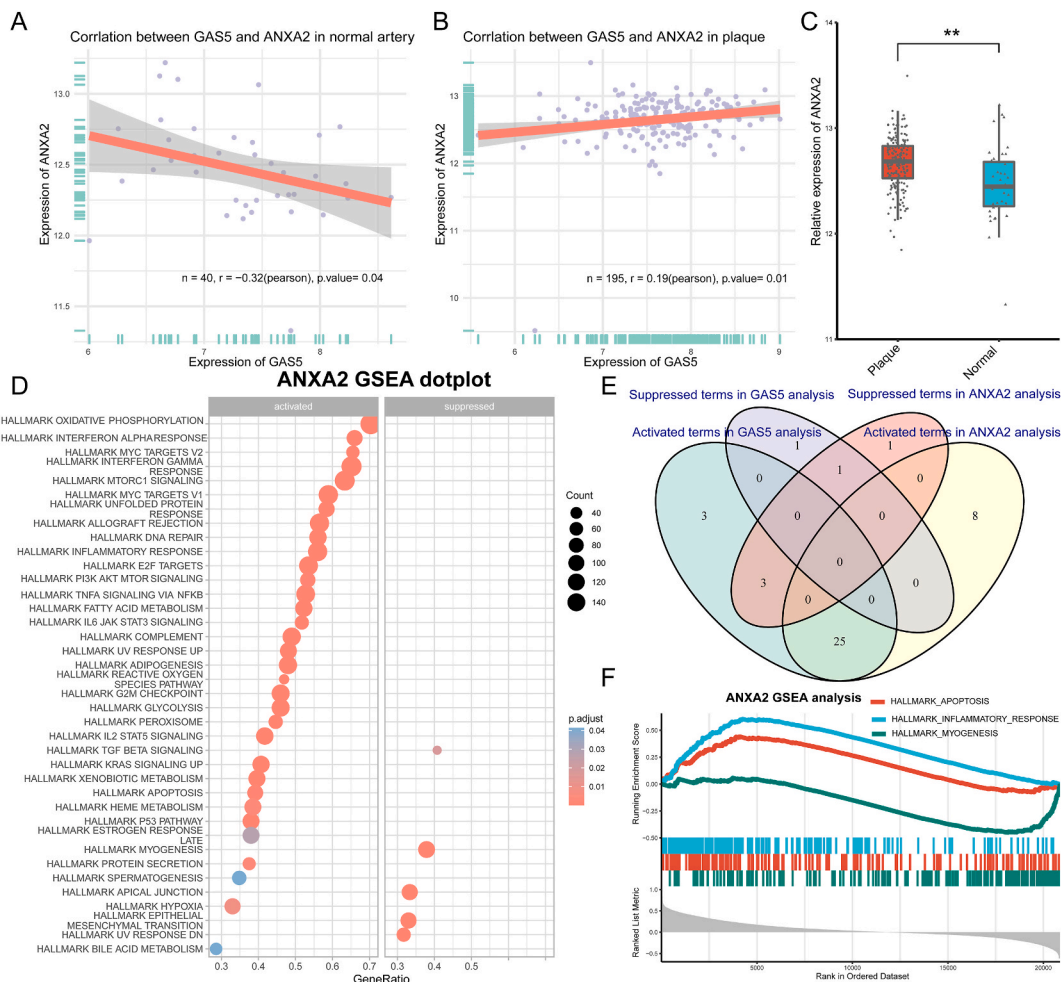 A
Corrlation between GAS5 and ANXA2 in normal artery
Expression of ANXA2
13.0
12.5
12.0
11.5
n = 40, r = −0.32(pearson), p.value= 0.04
6
7
8
Expression of GAS5
B
Corrlation between GAS5 and ANXA2 in plaque
Expression of ANXA2
13
12
11
10
n = 195, r = 0.19(pearson), p.value= 0.01
6
7
8
9
Expression of GAS5
C
Relative expression of ANXA2
14
13
12
11
**
Plaque
Normal
D
ANXA2 GSEA dotplot
activated
suppressed
HALLMARK OXIDATIVE PHOSPHORYLATION
HALLMARK INTERFERON ALPHA RESPONSE
HALLMARK MYC TARGETS V2
HALLMARK INTERFERON GAMMA
RESPONSE
HALLMARK MTORC1 SIGNALING
HALLMARK MYC TARGETS V1
HALLMARK UNFOLDED PROTEIN
RESPONSE
HALLMARK ALLOGRAFT REJECTION
HALLMARK DNA REPAIR
HALLMARK INFLAMMATORY RESPONSE
HALLMARK E2F TARGETS
HALLMARK PI3K AKT MTOR SIGNALING
HALLMARK TNFA SIGNALING VIA NFKB
HALLMARK FATTY ACID METABOLISM
HALLMARK IL6 JAK STAT3 SIGNALING
HALLMARK COMPLEMENT
HALLMARK UV RESPONSE UP
HALLMARK ADIPOGENESIS
HALLMARK REACTIVE OXYGEN
SPECIES PATHWAY
HALLMARK G2M CHECKPOINT
HALLMARK GLYCOLYSIS
HALLMARK PEROXISOME
HALLMARK IL2 STAT5 SIGNALING
HALLMARK TGF BETA SIGNALING
HALLMARK KRAS SIGNALING UP
HALLMARK XENOBIOTIC METABOLISM
HALLMARK APOPTOSIS
HALLMARK HEME METABOLISM
HALLMARK P53 PATHWAY
HALLMARK ESTROGEN RESPONSE
LATE
HALLMARK MYOGENESIS
HALLMARK PROTEIN SECRETION
HALLMARK SPERMATOGENESIS
HALLMARK APICAL JUNCTION
HALLMARK HYPOXIA
HALLMARK EPITHELIAL
MESENCHYMAL TRANSITION
HALLMARK UV RESPONSE DN
HALLMARK BILE ACID METABOLISM
0.3
0.4
0.5
0.6
0.7
0.3
0.4
0.5
0.6
0.7
GeneRatio
Count
40
60
80
100
120
140
p.adjust
0.04
0.03
0.02
0.01
E
Suppressed terms in GAS5 analysis
Suppressed terms in ANXA2 analysis
Activated terms in GAS5 analysis
Activated terms in ANXA2 analysis
1
1
0
1
0
3
0
0
8
0
3
0
0
0
25
F
ANXA2 GSEA analysis
HALLMARK_APOPTOSIS
HALLMARK_INFLAMMATORY_RESPONSE
HALLMARK_MYOGENESIS
Running Enrichment Score
0.50
0.25
0.00
−0.25
−0.50
Ranked List Metric
1.0
0.5
0.0
−0.5
5000
10000
15000
20000
Rank in Ordered Dataset